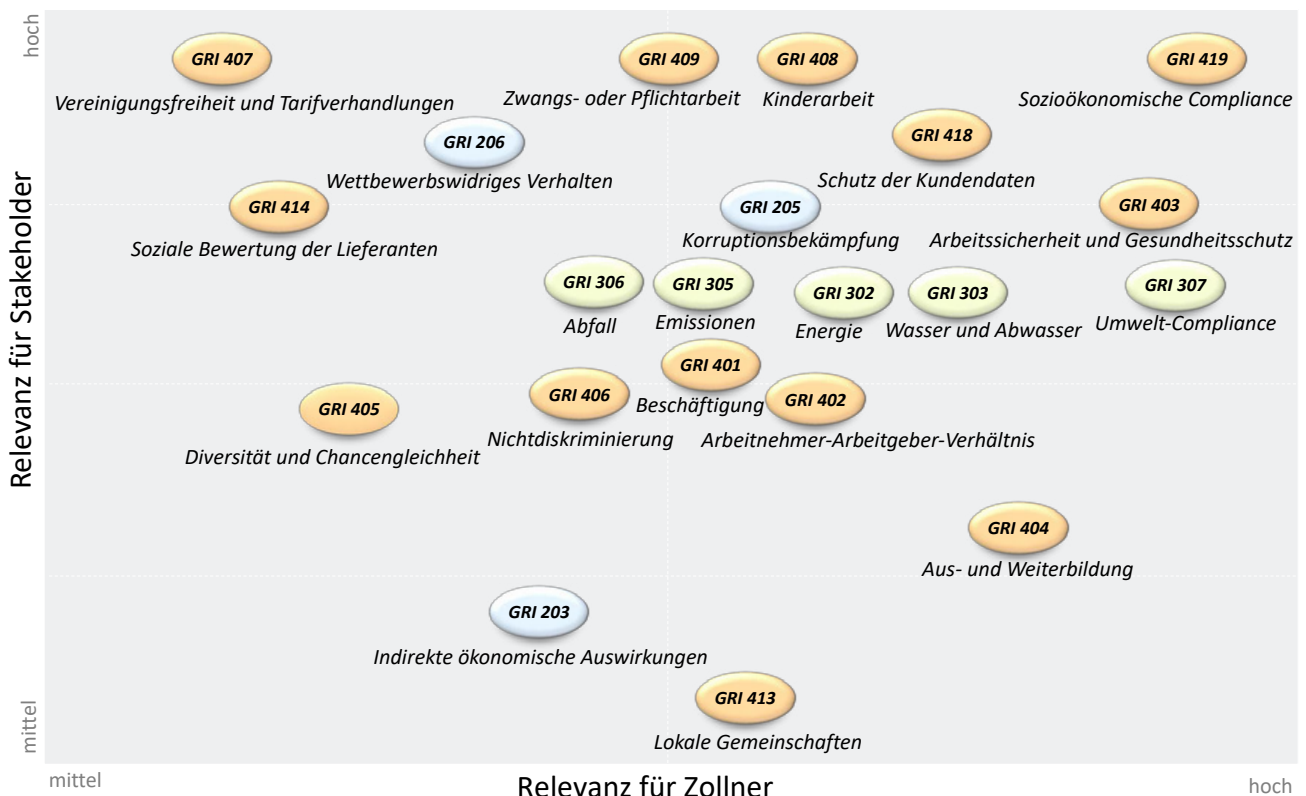 hoch
Relevanz für Stakeholder
mittel
GRI 407
Vereinigungsfreiheit und Tarifverhandlungen
GRI 409
Zwangs- oder Pflichtarbeit
GRI 408
Kinderarbeit
GRI 419
Sozioökonomische Compliance
GRI 206
Wettbewerbswidriges Verhalten
GRI 418
Schutz der Kundendaten
GRI 414
Soziale Bewertung der Lieferanten
GRI 205
Korruptionsbekämpfung
GRI 403
Arbeitssicherheit und Gesundheitsschutz
GRI 306
Abfall
GRI 305
Emissionen
GRI 302
Energie
GRI 303
Wasser und Abwasser
GRI 307
Umwelt-Compliance
GRI 401
Beschäftigung
GRI 405
Diversität und Chancengleichheit
GRI 406
Nichtdiskriminierung
GRI 402
Arbeitnehmer-Arbeitgeber-Verhältnis
GRI 404
Aus- und Weiterbildung
GRI 203
Indirekte ökonomische Auswirkungen
GRI 413
Lokale Gemeinschaften
mittel
Relevanz für Zollner
hoch